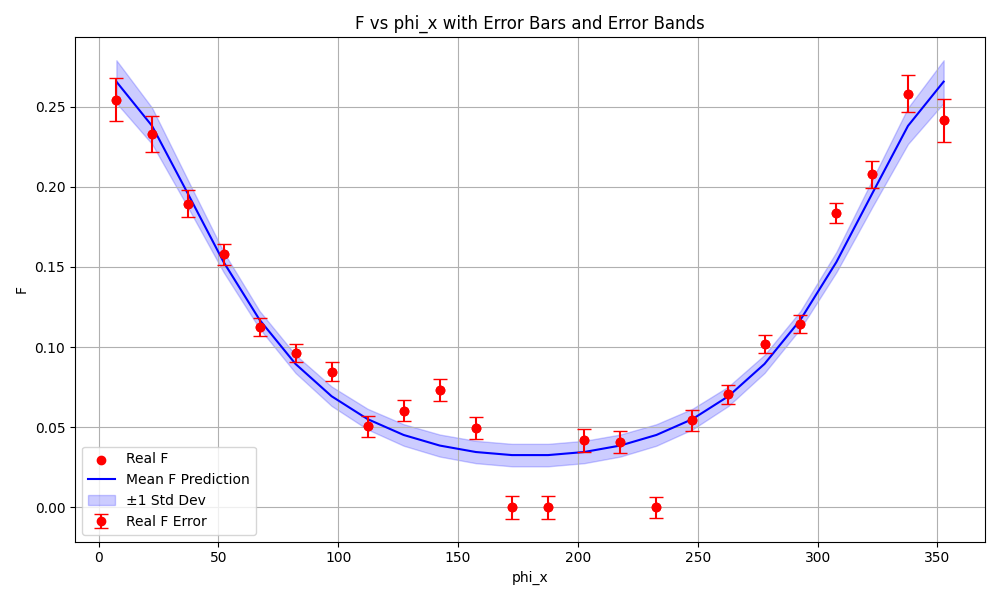 F vs phi_x with Error Bars and Error Bands
F
0.25
0.20
0.15
0.10
0.05
0.00
Real F
Mean F Prediction
±1 Std Dev
Real F Error
0 50 100 150 200 250 300 350
phi_x